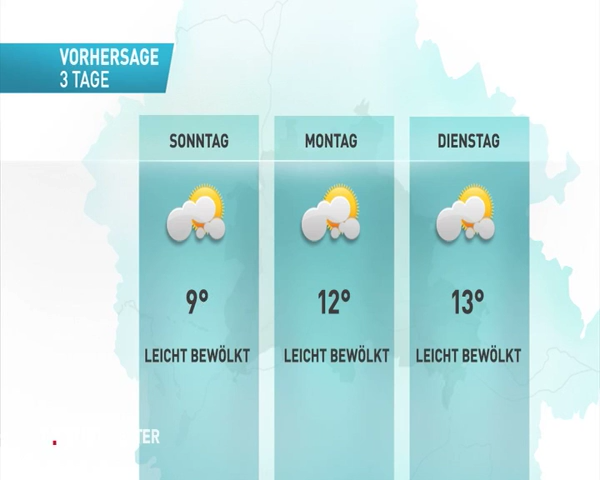 VORHERSAGE
3 TAGE
SONNTAG
MONTAG
DIENSTAG
9°
12°
13°
LEICHT BEWÖLKT
LEICHT BEWÖLKT
LEICHT BEWÖLKT